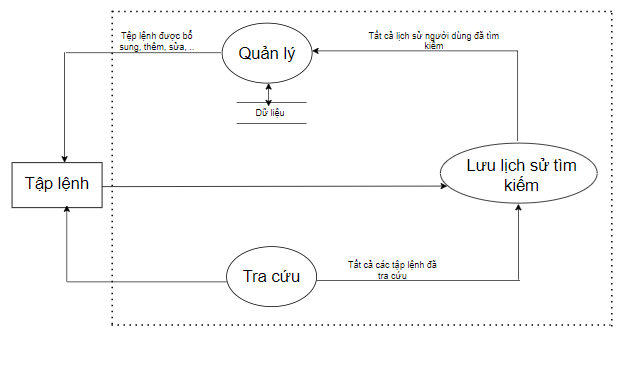 Tệp lệnh được bổ
sung, thêm, sửa, ..
Quản lý
Tất cả lịch sử người dùng đã tìm
kiếm
Dữ liệu
Tập lệnh
Lưu lịch sử tìm
kiếm
Tra cứu
Tất cả các tập lệnh đã
tra cứu